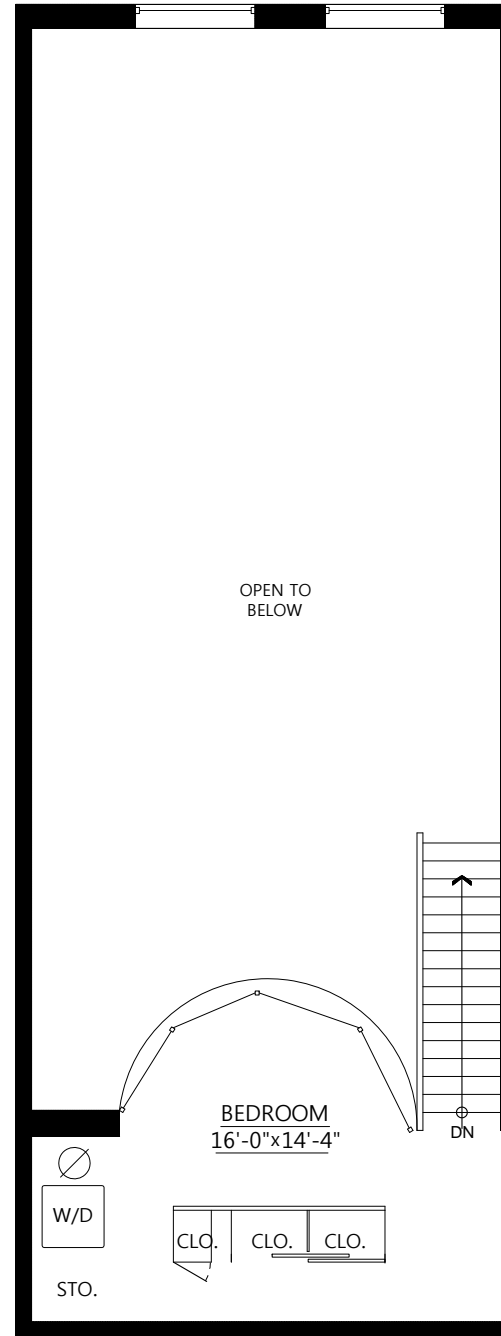 OPEN TO
BELOW
BEDROOM
16'-0"x14'-4"
DN
W/D
CLO. CLO. CLO.
STO.